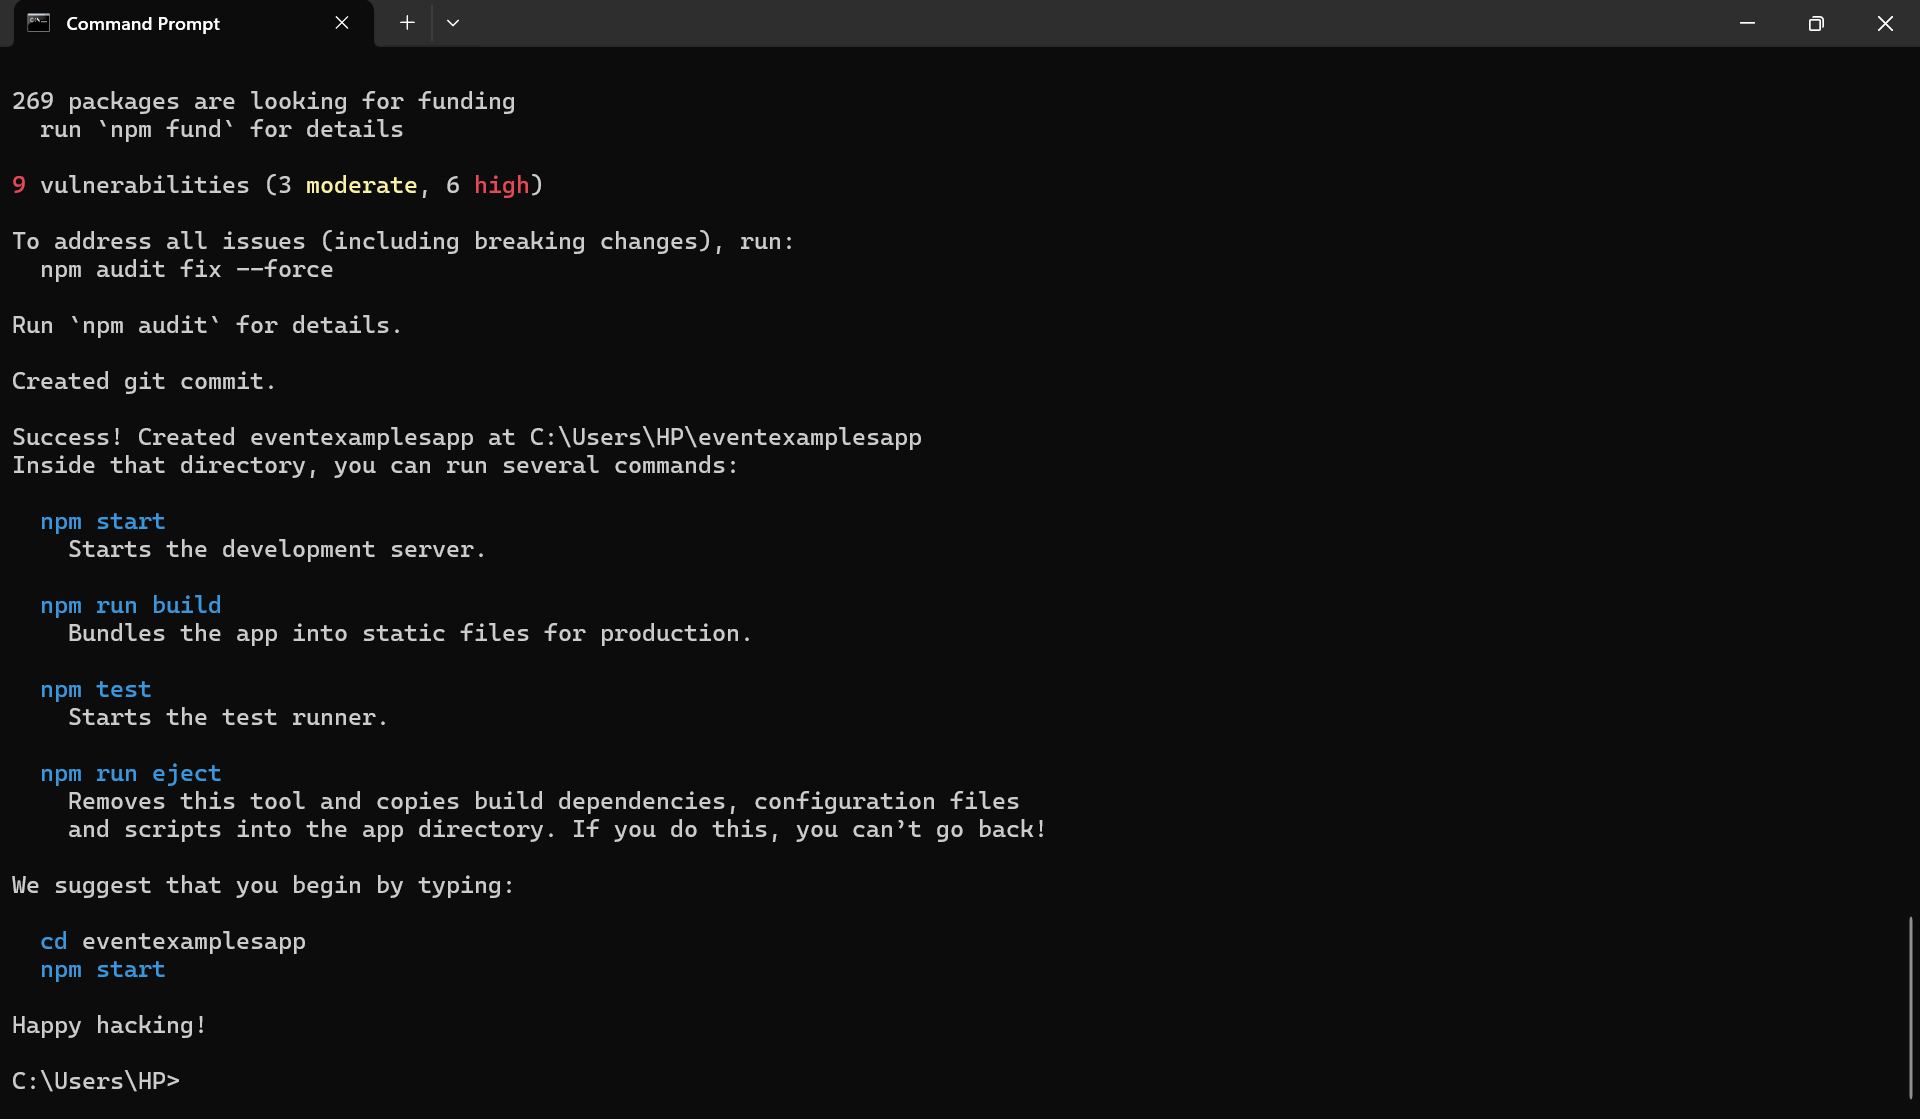 Command Prompt
269 packages are looking for funding
  run `npm fund` for details
9 vulnerabilities (3 moderate, 6 high)
To address all issues (including breaking changes), run:
  npm audit fix --force
Run `npm audit` for details.
Created git commit.
Success! Created eventexamplesapp at C:\Users\HP\eventexamplesapp
Inside that directory, you can run several commands:
  npm start
    Starts the development server.
  npm run build
    Bundles the app into static files for production.
  npm test
    Starts the test runner.
  npm run eject
    Removes this tool and copies build dependencies, configuration files
    and scripts into the app directory. If you do this, you can’t go back!
We suggest that you begin by typing:
  cd eventexamplesapp
  npm start
Happy hacking!
C:\Users\HP>